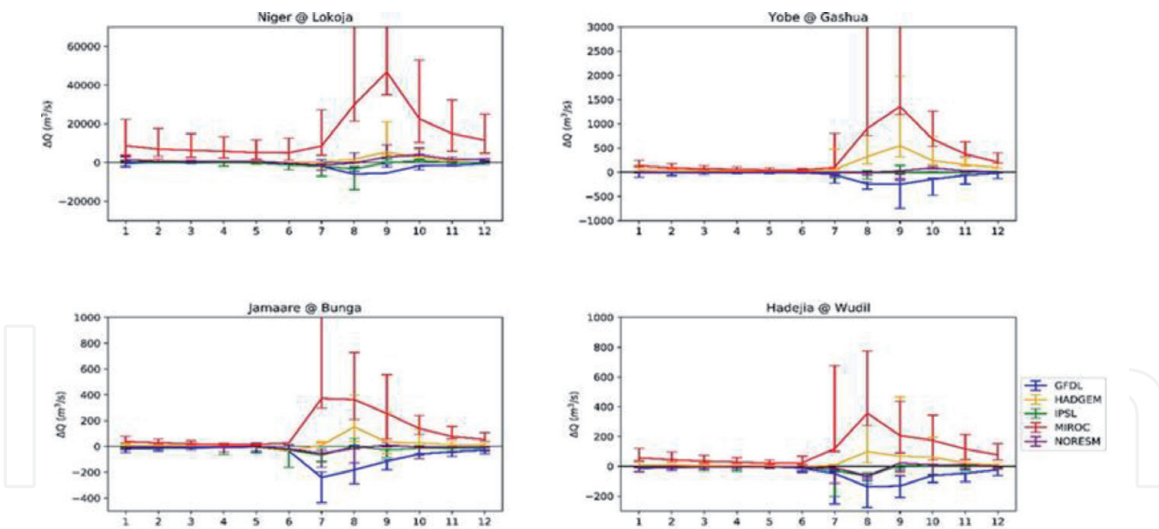 Niger @ Lokoja
ΔQ (m³/s)
60000
40000
20000
0
−20000
1 2 3 4 5 6 7 8 9 10 11 12
Yobe @ Gashua
ΔQ (m³/s)
3000
2500
2000
1500
1000
500
0
−500
−1000
1 2 3 4 5 6 7 8 9 10 11 12
Jamaare @ Bunga
ΔQ (m³/s)
1000
800
600
400
200
0
−200
−400
1 2 3 4 5 6 7 8 9 10 11 12
Hadejia @ Wudil
ΔQ (m³/s)
1000
800
600
400
200
0
−200
1 2 3 4 5 6 7 8 9 10 11 12
GFDL
HADGEM
IPSL
MIROC
NORESM